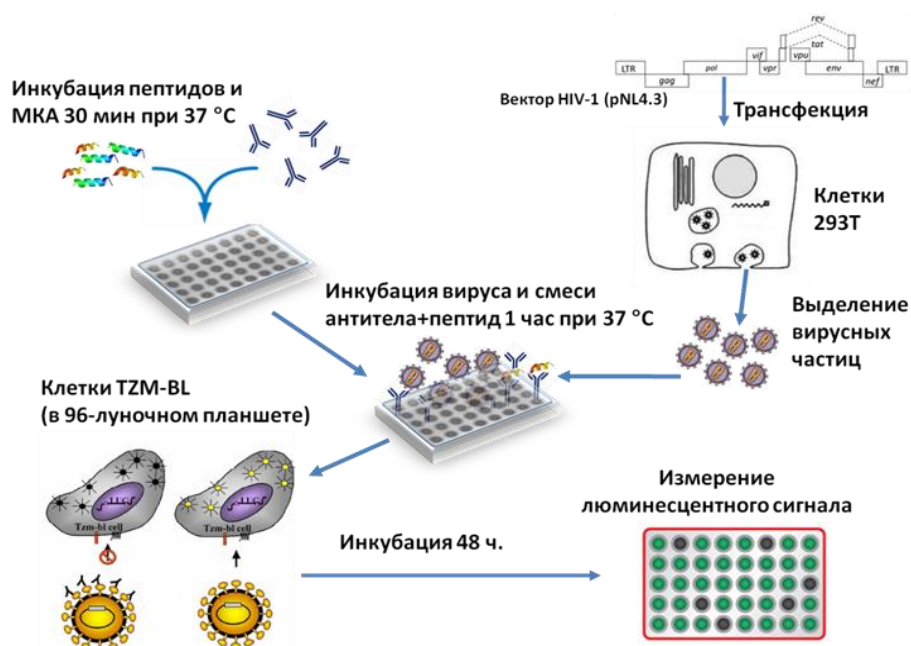 Инкубация пептидов и
МКА 30 мин при 37 °C
rev
tat
LTR
gag
pol
vif
vpr
vpu
env
nef
LTR
Вектор HIV-1 (pNL4.3)
Трансфекция
Клетки
293T
Инкубация вируса и смеси
антитела+пептид 1 час при 37 °C
Выделение
вирусных
частиц
Клетки TZM-BL
(в 96-луночном планшете)
Tzm-bl cell
Tzm-bl cell
Инкубация 48 ч.
Измерение
люминесцентного сигнала